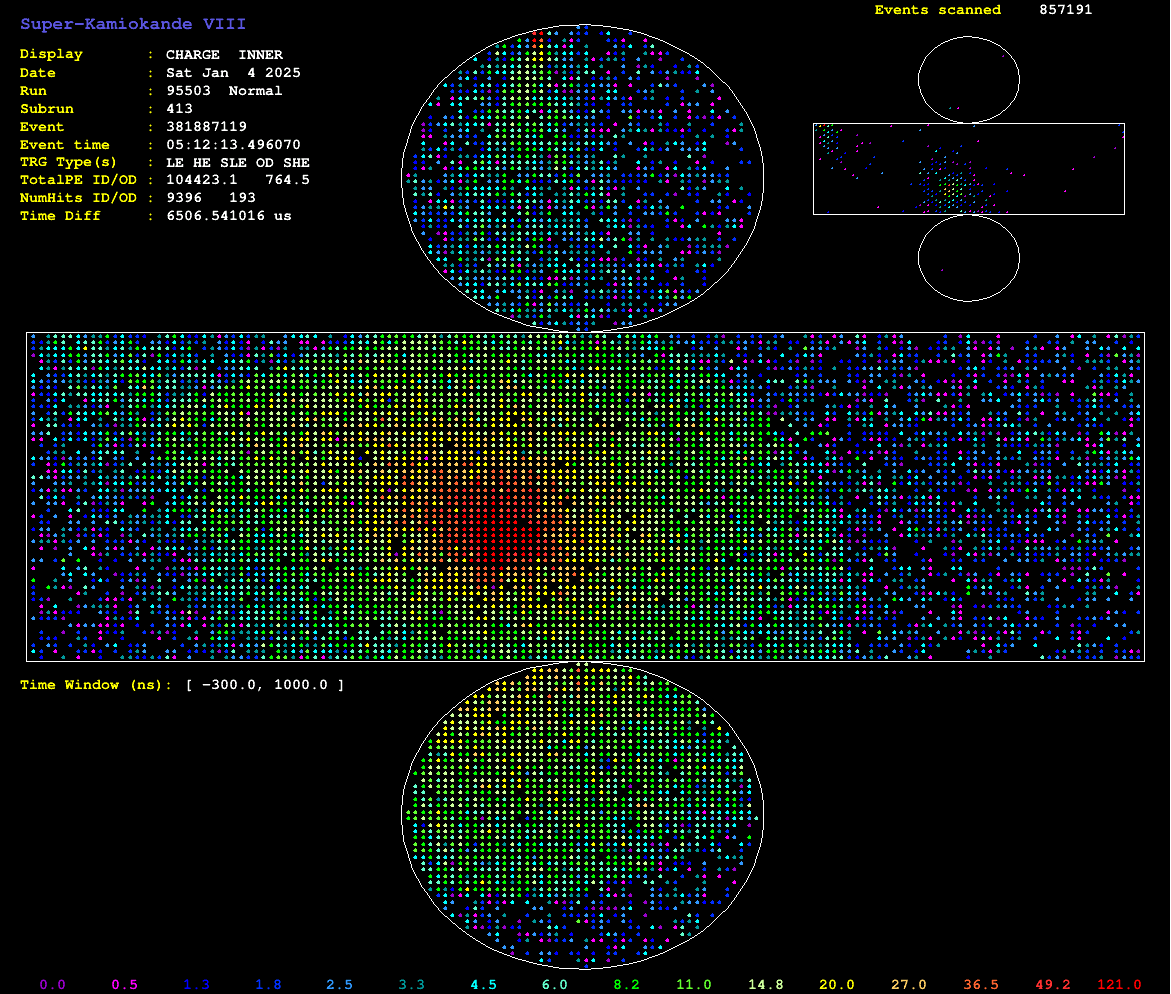 Super-Kamiokande VIII
Events scanned 857191
Display : CHARGE INNER
Date : Sat Jan 4 2025
Run : 95503 Normal
Subrun : 413
Event : 381887119
Event time : 05:12:13.496070
TRG Type(s) : LE HE SLE OD SHE
TotalPE ID/OD : 104423.1 764.5
NumHits ID/OD : 9396 193
Time Diff : 6506.541016 us
Time Window (ns): [ −300.0, 1000.0 ]
0.0 0.5 1.3 1.8 2.5 3.3 4.5 6.0 8.2 11.0 14.8 20.0 27.0 36.5 49.2 121.0